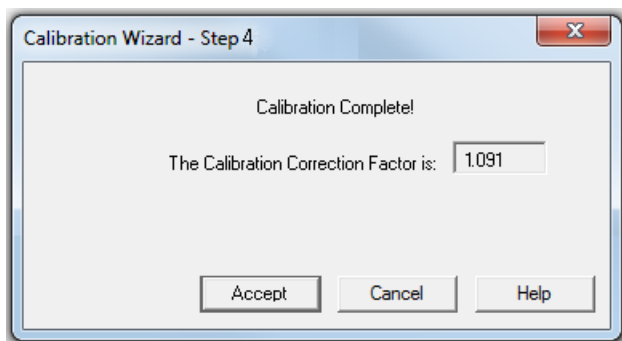 Calibration Wizard - Step 4
Calibration Complete!
The Calibration Correction Factor is: 1.091
Accept Cancel Help